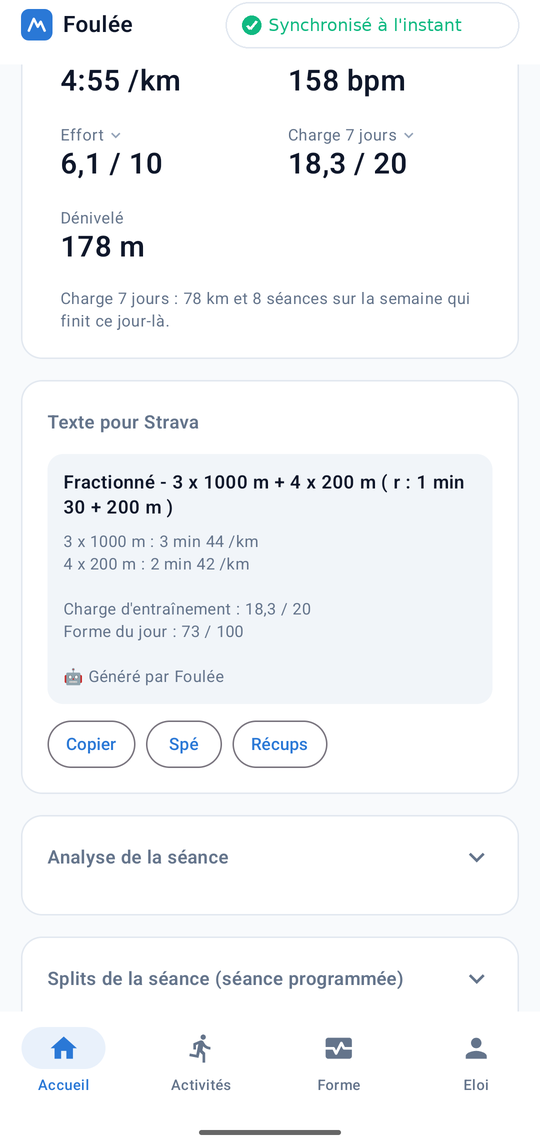 Foulée
Synchronisé à l'instant
4:55 /km
158 bpm
Effort
Charge 7 jours
6,1 / 10
18,3 / 20
Dénivelé
178 m
Charge 7 jours : 78 km et 8 séances sur la semaine qui
finit ce jour-là.
Texte pour Strava
Fractionné - 3 x 1000 m + 4 x 200 m ( r : 1 min
30 + 200 m )
3 x 1000 m : 3 min 44 /km
4 x 200 m : 2 min 42 /km
Charge d'entraînement : 18,3 / 20
Forme du jour : 73 / 100
🤖 Généré par Foulée
Copier
Spé
Récups
Analyse de la séance
Splits de la séance (séance programmée)
Accueil
Activités
Forme
Eloi